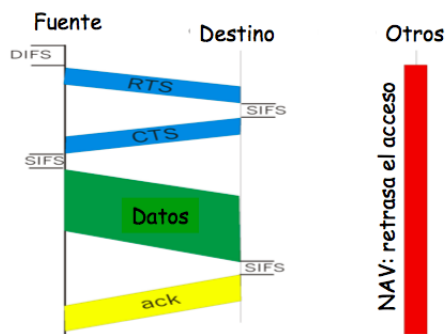 Fuente
Destino
Otros
DIFS
RTS
SIFS
CTS
SIFS
Datos
SIFS
ack
NAV: retrasa el acceso